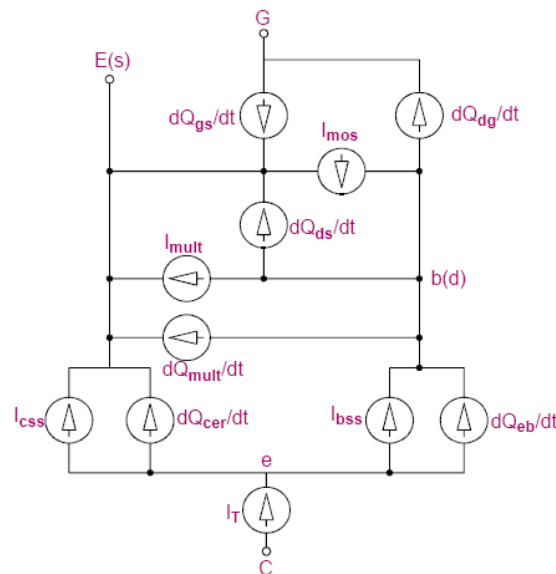 G
E(s)
dQgs/dt
Imos
dQdg/dt
dQds/dt
Imult
b(d)
dQmult/dt
Icss
dQcer/dt
Ibss
dQeb/dt
e
IT
C